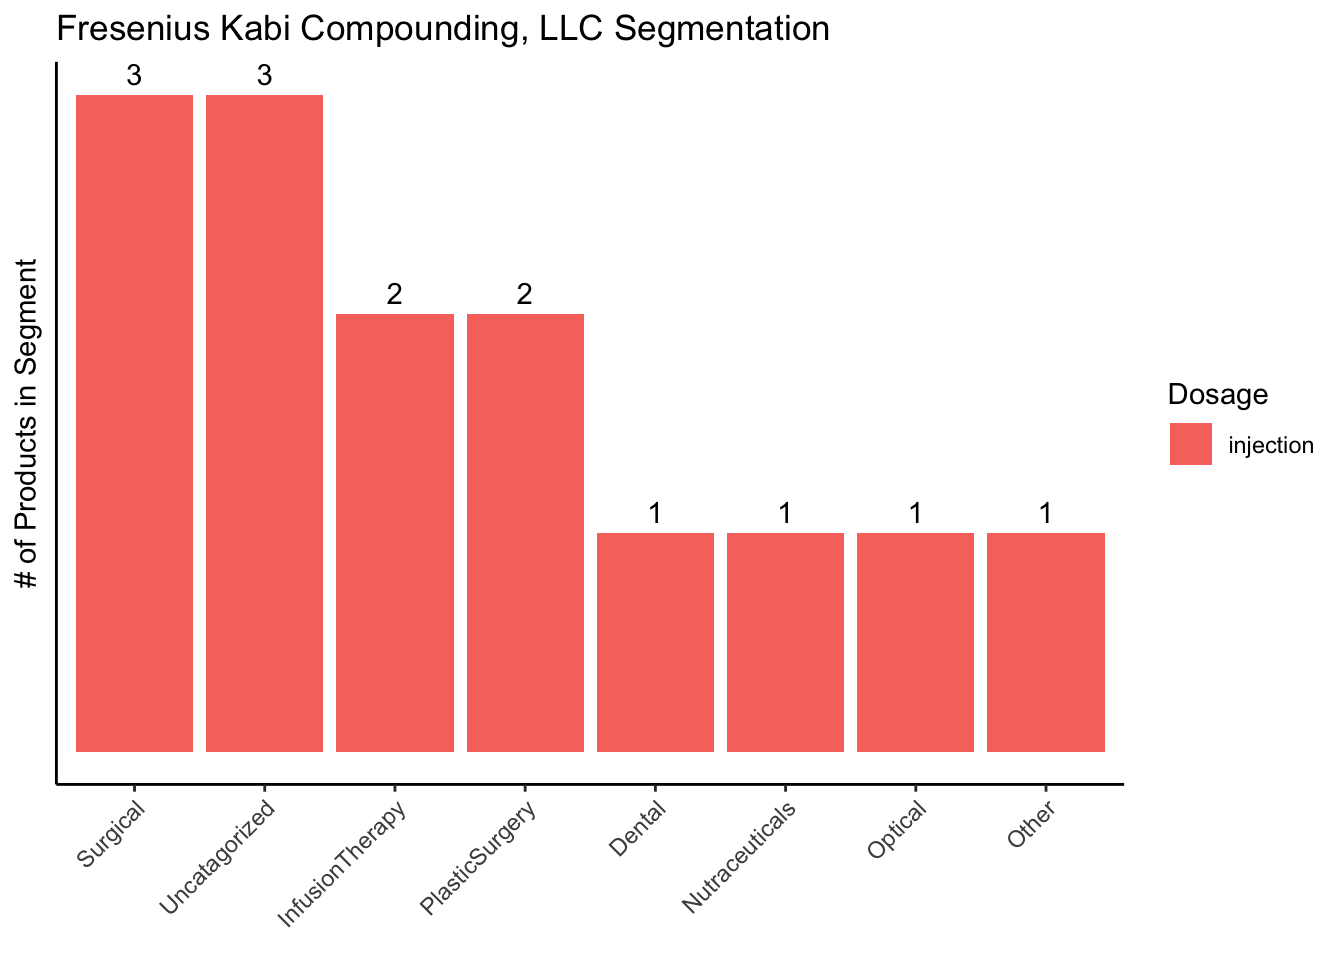 Fresenius Kabi Compounding, LLC Segmentation
3
3
2
2
1
1
1
1
# of Products in Segment
Dosage
injection
Surgical
Uncatagorized
InfusionTherapy
PlasticSurgery
Dental
Nutraceuticals
Optical
Other